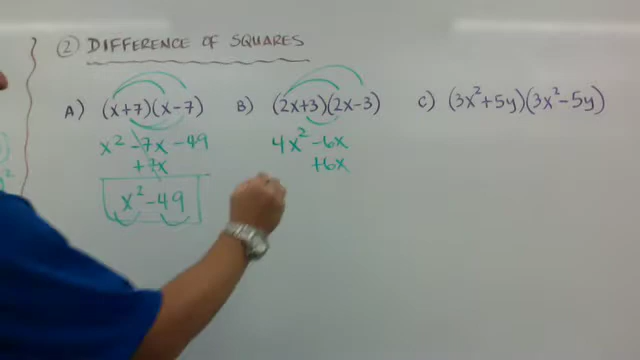 ② DIFFERENCE OF SQUARES
A) (x+7)(x-7)
x² -7x -49
+7x
x² -49
B) (2x+3)(2x-3)
4x² -6x
+6x
C) (3x²+5y)(3x²-5y)